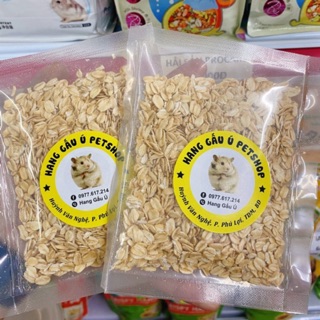 HANG GẤU Ú PETSHOP
0977.617.214
Hang Gấu Ú
Huỳnh Văn Nghệ, P. Phú Lợi, TDM, BD
HANG GẤU Ú PETSHOP
0977.617.214
Hang Gấu Ú
Huỳnh Văn Nghệ, P. Phú Lợi, TDM, BD